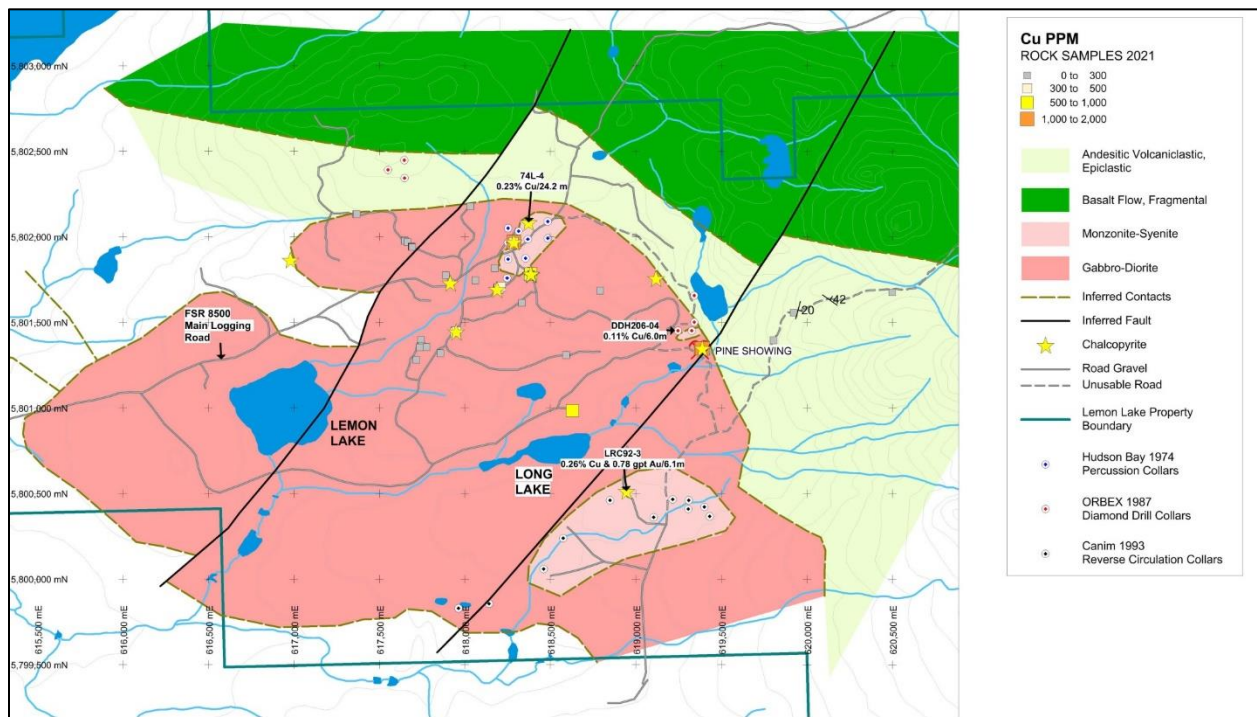 5,803,000 mN
5,802,500 mN
74L-4
0.23% Cu/24.2 m
5,802,000 mN
FSR 8500
Main Logging
Road
5,801,500 mN
42
20
DDH206-04
0.11% Cu/6.0m
PINE SHOWING
5,801,000 mN
LEMON
LAKE
LONG
LAKE
LRC92-3
0.26% Cu & 0.78 gpt Au/6.1m
5,800,500 mN
5,800,000 mN
5,799,500 mN
615,500 mE
616,000 mE
616,500 mE
617,000 mE
617,500 mE
618,000 mE
618,500 mE
619,000 mE
619,500 mE
620,000 mE
620,500 mE
Cu PPM
ROCK SAMPLES 2021
0 to 300
300 to 500
500 to 1,000
1,000 to 2,000
Andesitic Volcaniclastic,
Epiclastic
Basalt Flow, Fragmental
Monzonite-Syenite
Gabbro-Diorite
Inferred Contacts
Inferred Fault
Chalcopyrite
Road Gravel
Unusable Road
Lemon Lake Property
Boundary
Hudson Bay 1974
Percussion Collars
ORBEX 1987
Diamond Drill Collars
Canim 1993
Reverse Circulation Collars